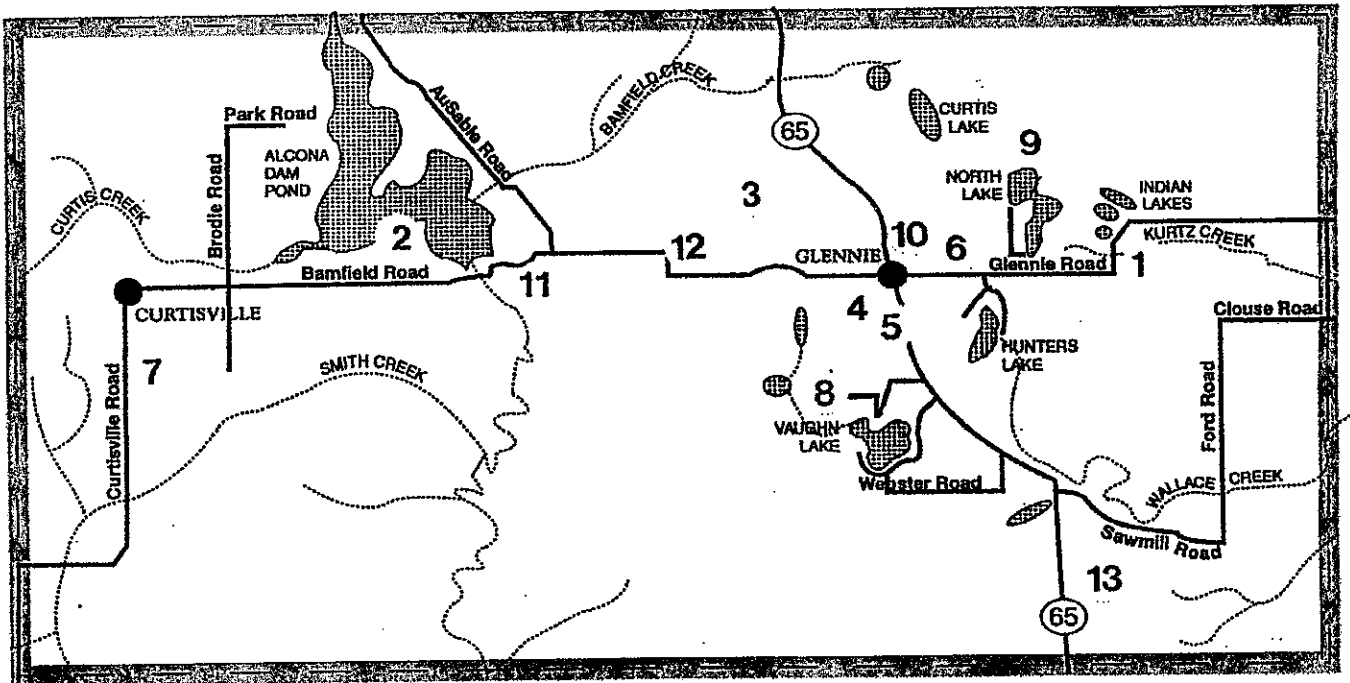 Park Road
ALCONA
DAM
POND
Brodie Road
AuSable Road
BAMFIELD CREEK
65
CURTIS
LAKE
9
NORTH
LAKE
INDIAN
LAKES
KURTZ CREEK
CURTIS CREEK
3
2
12
10
GLENNIE
6
Glennie Road
1
Bamfield Road
11
CURTISVILLE
4
5
Clouse Road
HUNTERS
LAKE
7
SMITH CREEK
8
VAUGHN
LAKE
Ford Road
Curtisville Road
Webster Road
WALLACE CREEK
Sawmill Road
13
65